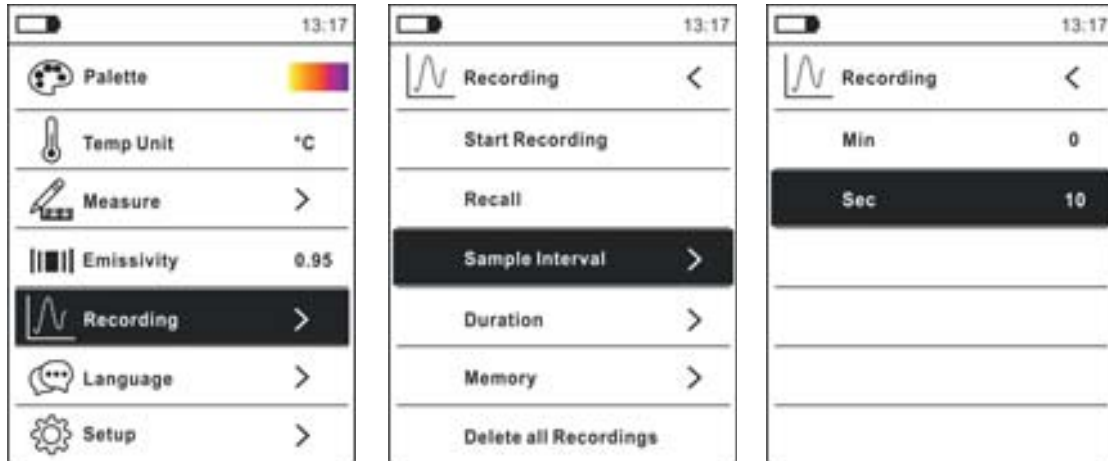 13:17
Palette
Temp Unit °C
Measure >
Emissivity 0.95
Recording >
Language >
Setup >
13:17
Recording <
Start Recording
Recall
Sample Interval >
Duration >
Memory >
Delete all Recordings
13:17
Recording <
Min 0
Sec 10